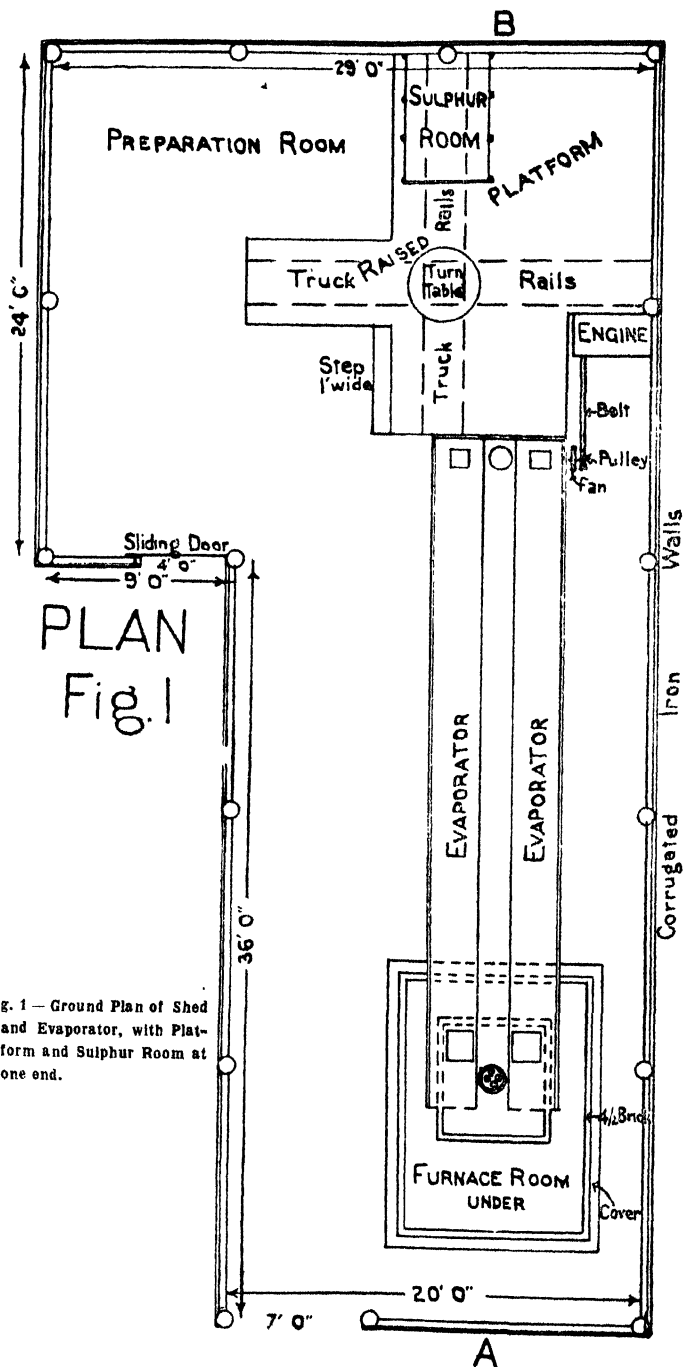 B
29' 0"
SULPHUR
ROOM
PREPARATION ROOM
RAISED PLATFORM
Rails
Truck
Turn
Table
Rails
24' 0"
ENGINE
Step
1' wide
Truck
Belt
Pulley
fan
Sliding Door
4' 0"
9' 0"
PLAN
Fig. 1
Corrugated Iron Walls
EVAPORATOR
EVAPORATOR
36' 0"
g. 1 — Ground Plan of Shed
and Evaporator, with Plat-
form and Sulphur Room at
one end.
4½ Brick
FURNACE ROOM
UNDER
Cover
20' 0"
7' 0"
A